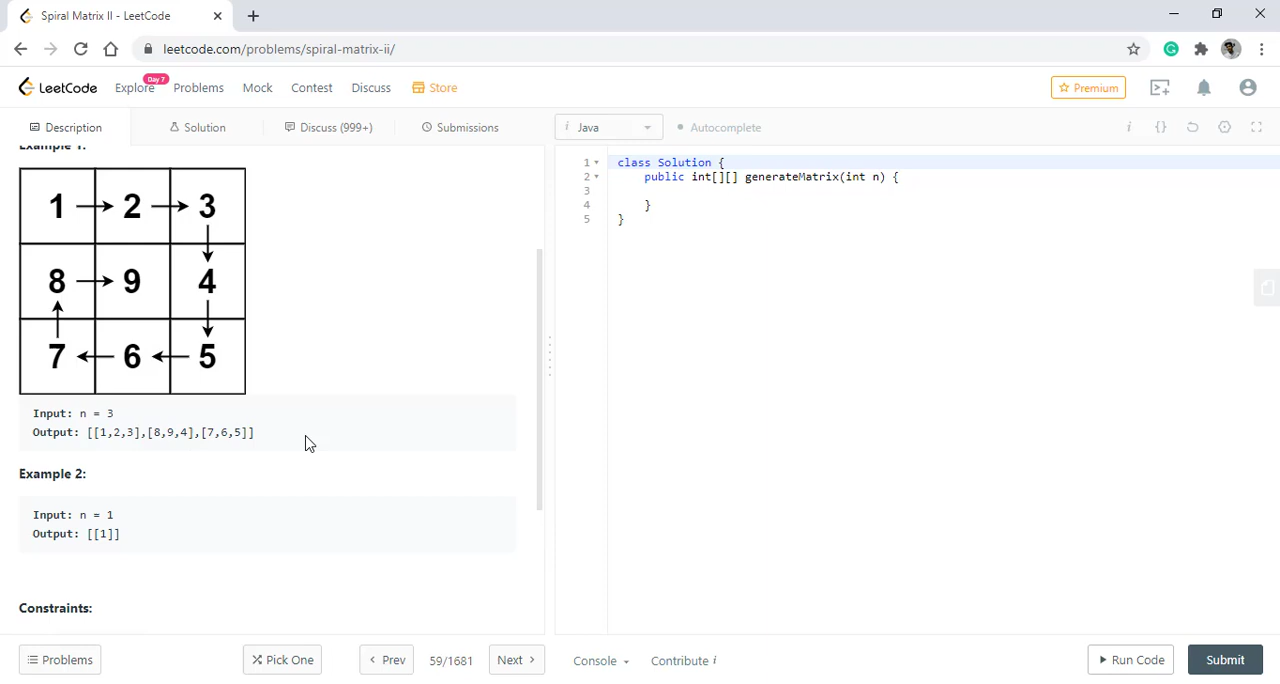 Spiral Matrix II - LeetCode
leetcode.com/problems/spiral-matrix-ii/
LeetCode Explore Day 7 Problems Mock Contest Discuss Store Premium
Description Solution Discuss (999+) Submissions
i Java Autocomplete i {}
Example 1:
1 2 3
8 9 4
7 6 5
Input: n = 3
Output: [[1,2,3],[8,9,4],[7,6,5]]
Example 2:
Input: n = 1
Output: [[1]]
Constraints:
1 class Solution {
2 public int[][] generateMatrix(int n) {
3
4 }
5 }
Problems Pick One Prev 59/1681 Next Console Contribute i Run Code Submit